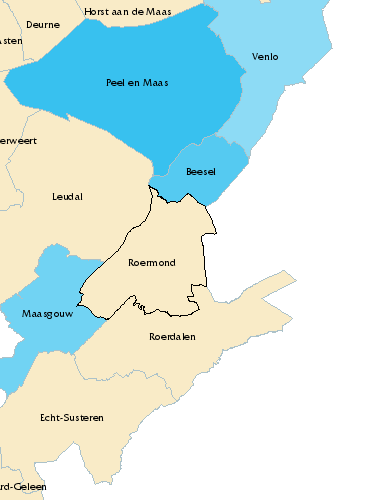 Horst aan de Maas
Deurne
Asten
Venlo
Peel en Maas
erweert
Beesel
Leudal
Roermond
Maasgouw
Roerdalen
Echt-Susteren
rd-Geleen